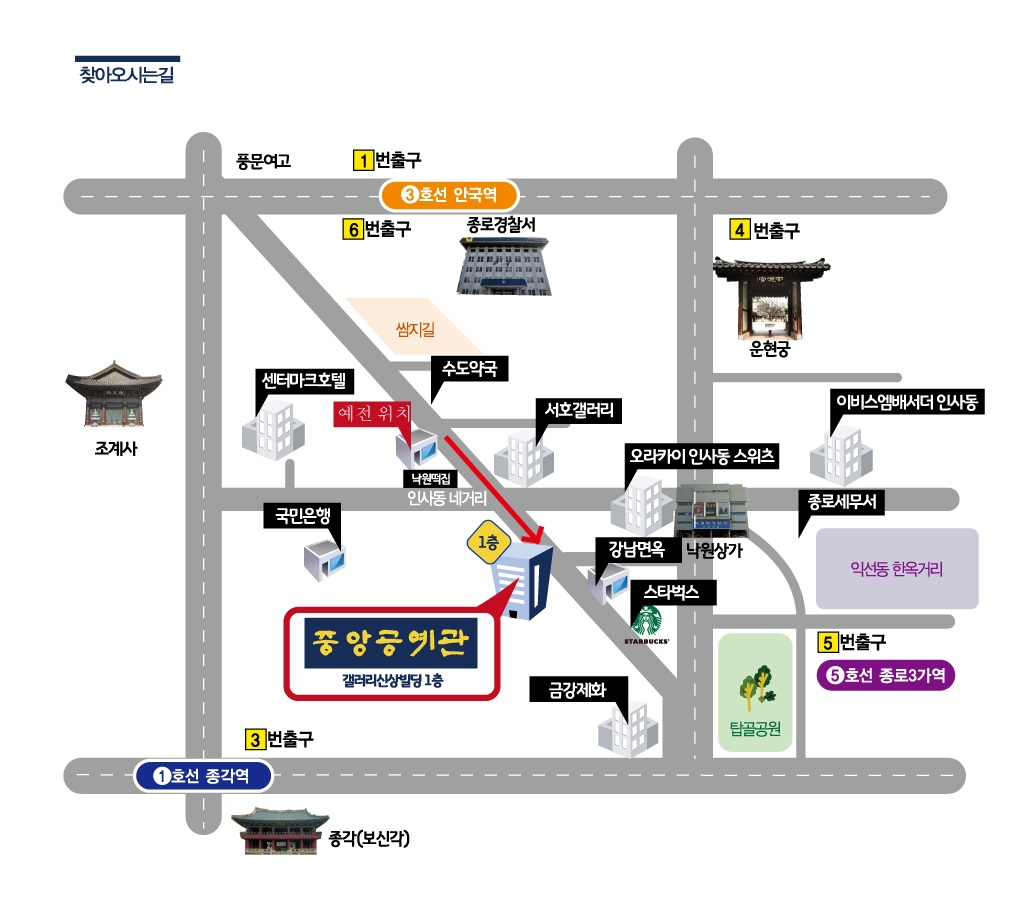 찾아오시는길
풍문여고
1번출구
3호선 안국역
6번출구
종로경찰서
4 번출구
운현궁
쌈지길
수도약국
센터마크호텔
예전 위치
서호갤러리
이비스엠배서더 인사동
조계사
오라카이 인사동 스위츠
낙원떡집
인사동 네거리
종로세무서
국민은행
1층
강남면옥
낙원상가
익선동 한옥거리
스타벅스
STARBUCKS'
중앙공예관
갤러리신상빌딩 1층
5번출구
5호선 종로3가역
금강제화
탑골공원
3번출구
1호선 종각역
종각(보신각)